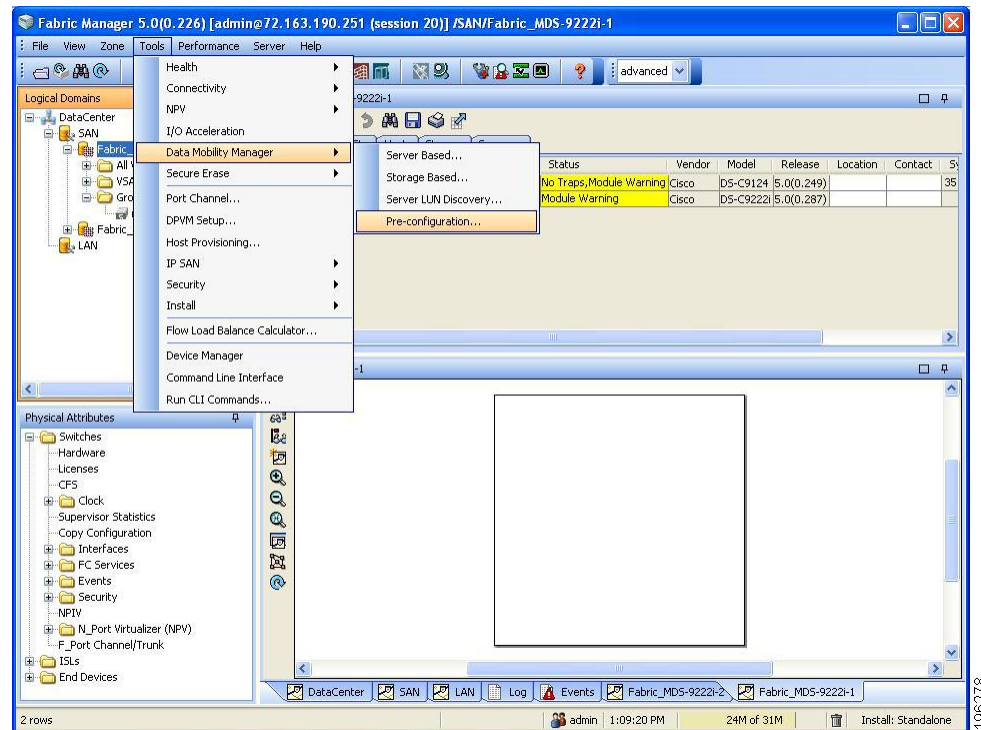 Fabric Manager 5.0(0.226) [admin@72.163.190.251 (session 20)] /SAN/Fabric_MDS-9222i-1
File View Zone Tools Performance Server Help
advanced
Logical Domains
DataCenter
SAN
Fabric_
All V
VSA
Gro
Fabric_
LAN
Health
Connectivity
NPV
I/O Acceleration
Data Mobility Manager
Secure Erase
Port Channel...
DPVM Setup...
Host Provisioning...
IP SAN
Security
Install
Flow Load Balance Calculator...
Device Manager
Command Line Interface
Run CLI Commands...
Server Based...
Storage Based...
Server LUN Discovery...
Pre-configuration...
-9222i-1
Status Vendor Model Release Location Contact Sy
No Traps,Module Warning Cisco DS-C9124 5.0(0.249) 35
Module Warning Cisco DS-C9222i 5.0(0.287)
-1
Physical Attributes
Switches
Hardware
Licenses
CFS
Clock
Supervisor Statistics
Copy Configuration
Interfaces
FC Services
Events
Security
NPIV
N_Port Virtualizer (NPV)
F_Port Channel/Trunk
ISLs
End Devices
DataCenter SAN LAN Log Events Fabric_MDS-9222i-2 Fabric_MDS-9222i-1
2 rows admin 1:09:20 PM 24M of 31M Install: Standalone
196278